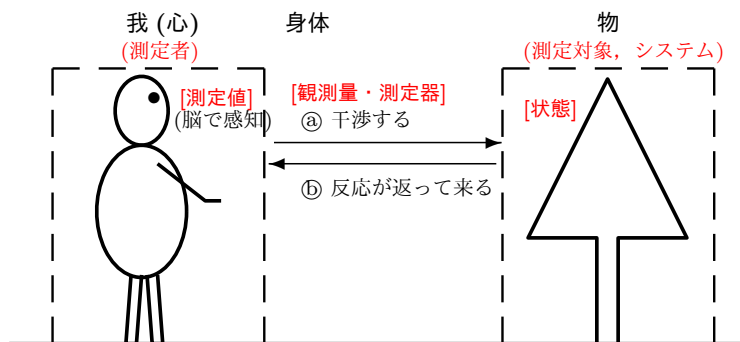 我 (心) 身体 物
(測定者) (測定対象, システム)
[測定値] [観測量・測定器] [状態]
(脳で感知) ⓐ 干渉する
ⓑ 反応が返って来る